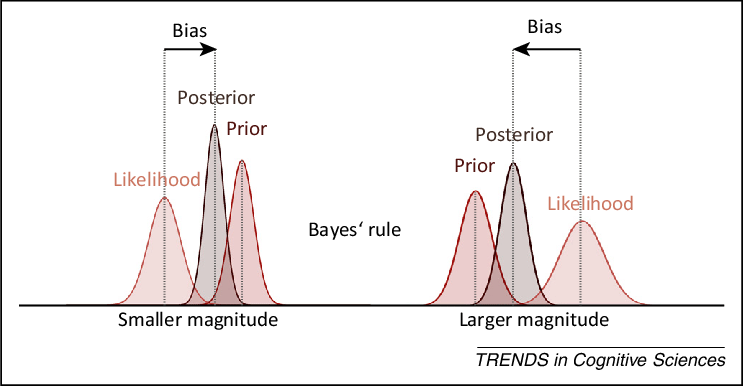 Bias
Bias
Posterior
Prior
Likelihood
Posterior
Prior
Likelihood
Bayes‘ rule
Smaller magnitude
Larger magnitude
TRENDS in Cognitive Sciences